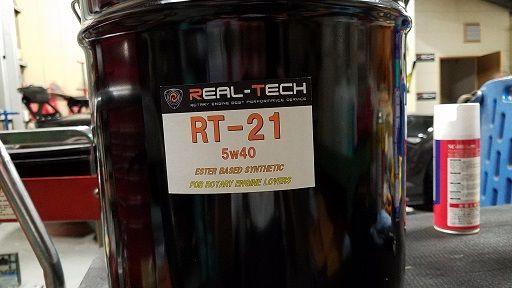 REAL-TECH
ROTARY ENGINE BEST PERFORMANCE SERVICE
RT-21
5w40
ESTER BASED SYNTHETIC
FOR ROTARY ENGINE LOVERS